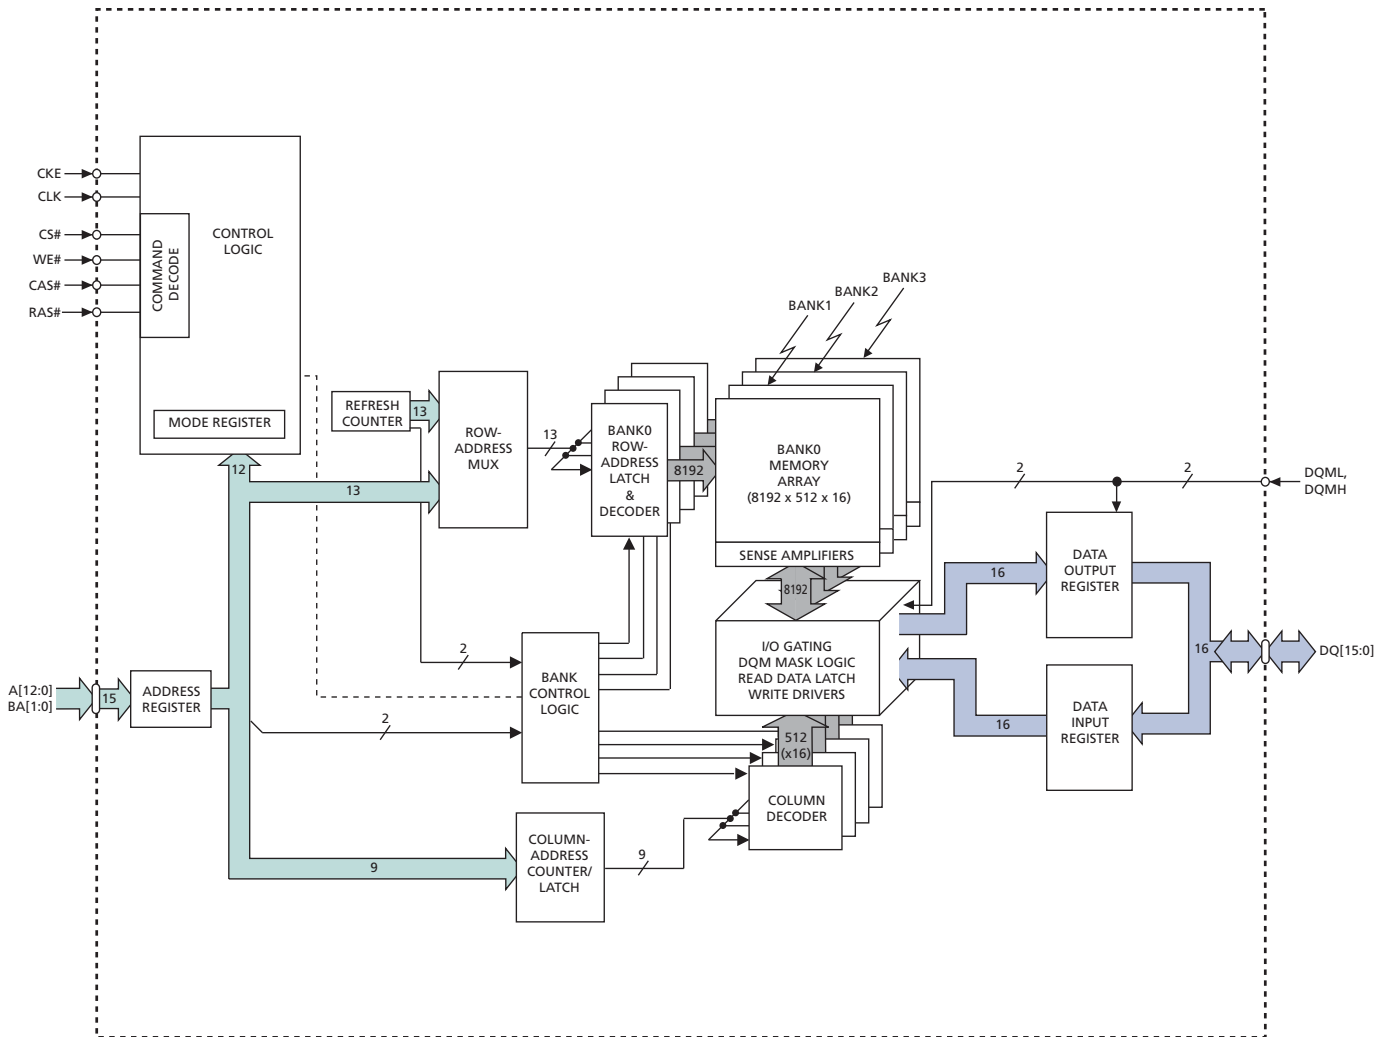 CKE
CLK
CS#
WE#
CAS#
RAS#
COMMAND
DECODE
CONTROL
LOGIC
MODE REGISTER
12
BANK1
BANK2
BANK3
REFRESH
COUNTER
13
13
ROW-
ADDRESS
MUX
13
BANK0
ROW-
ADDRESS
LATCH
&
DECODER
8192
BANK0
MEMORY
ARRAY
(8192 x 512 x 16)
SENSE AMPLIFIERS
8192
2
2
DQML,
DQMH
DATA
OUTPUT
REGISTER
16
I/O GATING
DQM MASK LOGIC
READ DATA LATCH
WRITE DRIVERS
16
DQ[15:0]
16
DATA
INPUT
REGISTER
A[12:0]
BA[1:0]
15
ADDRESS
REGISTER
2
2
BANK
CONTROL
LOGIC
512
(x16)
COLUMN
DECODER
9
COLUMN-
ADDRESS
COUNTER/
LATCH
9